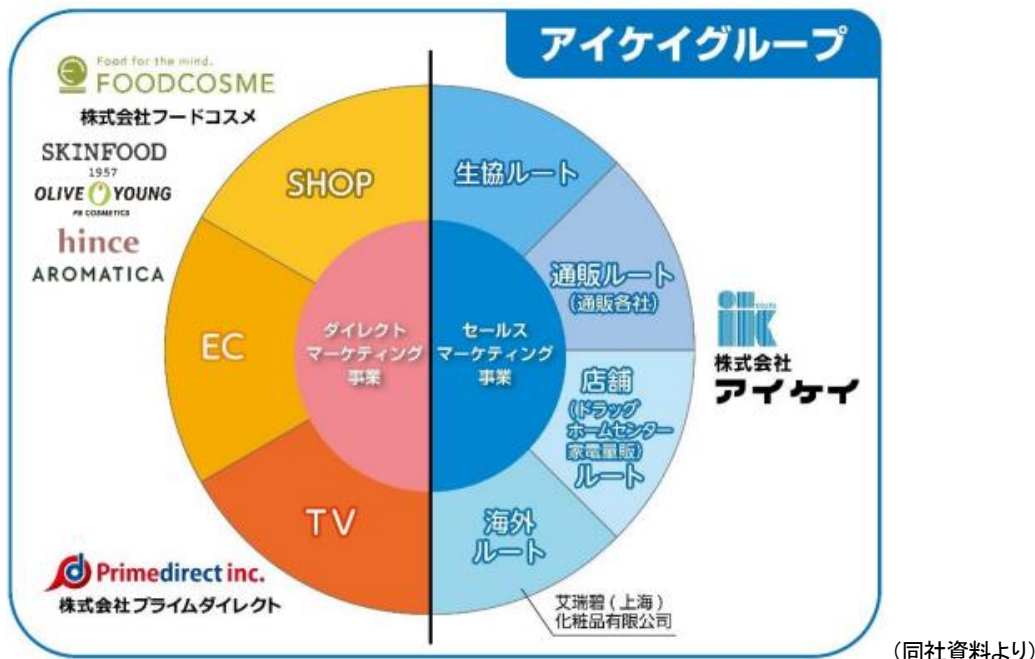 アイケイグループ
Food for the mind.
FOODCOSME
株式会社フードコスメ
SKINFOOD
1957
OLIVE YOUNG
PB COSMETICS
hince
AROMATICA
SHOP
EC
TV
ダイレクト
マーケティング
事業
セールス
マーケティング
事業
生協ルート
通販ルート
(通販各社)
店舗
(ドラッグ
ホームセンター
家電量販)
ルート
海外
ルート
株式会社
アイケイ
Primedirect inc.
株式会社プライムダイレクト
艾瑞碧(上海)
化粧品有限公司
(同社資料より)